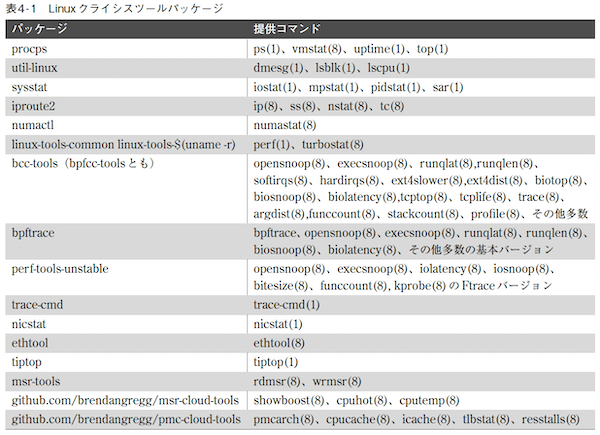 表4-1 Linuxクライシスツールパッケージ
パッケージ 提供コマンド
procps ps(1)、vmstat(8)、uptime(1)、top(1)
util-linux dmesg(1)、lsblk(1)、lscpu(1)
sysstat iostat(1)、mpstat(1)、pidstat(1)、sar(1)
iproute2 ip(8)、ss(8)、nstat(8)、tc(8)
numactl numastat(8)
linux-tools-common linux-tools-$(uname -r) perf(1)、turbostat(8)
bcc-tools（bpfcc-toolsとも） opensnoop(8)、execsnoop(8)、runqlat(8),runqlen(8)、
softirqs(8)、hardirqs(8)、ext4slower(8),ext4dist(8)、biotop(8)、
biosnoop(8)、biolatency(8),tcptop(8)、tcplife(8)、trace(8)、
argdist(8),funccount(8)、stackcount(8)、profile(8)、その他多数
bpftrace bpftrace、opensnoop(8)、execsnoop(8)、runqlat(8)、runqlen(8)、
biosnoop(8)、biolatency(8)、その他多数の基本バージョン
perf-tools-unstable opensnoop(8)、execsnoop(8)、iolatency(8)、iosnoop(8)、
bitesize(8)、funccount(8), kprobe(8)のFtraceバージョン
trace-cmd trace-cmd(1)
nicstat nicstat(1)
ethtool ethtool(8)
tiptop tiptop(1)
msr-tools rdmsr(8)、wrmsr(8)
github.com/brendangregg/msr-cloud-tools showboost(8)、cpuhot(8)、cputemp(8)
github.com/brendangregg/pmc-cloud-tools pmcarch(8)、cpucache(8)、icache(8)、tlbstat(8)、resstalls(8)